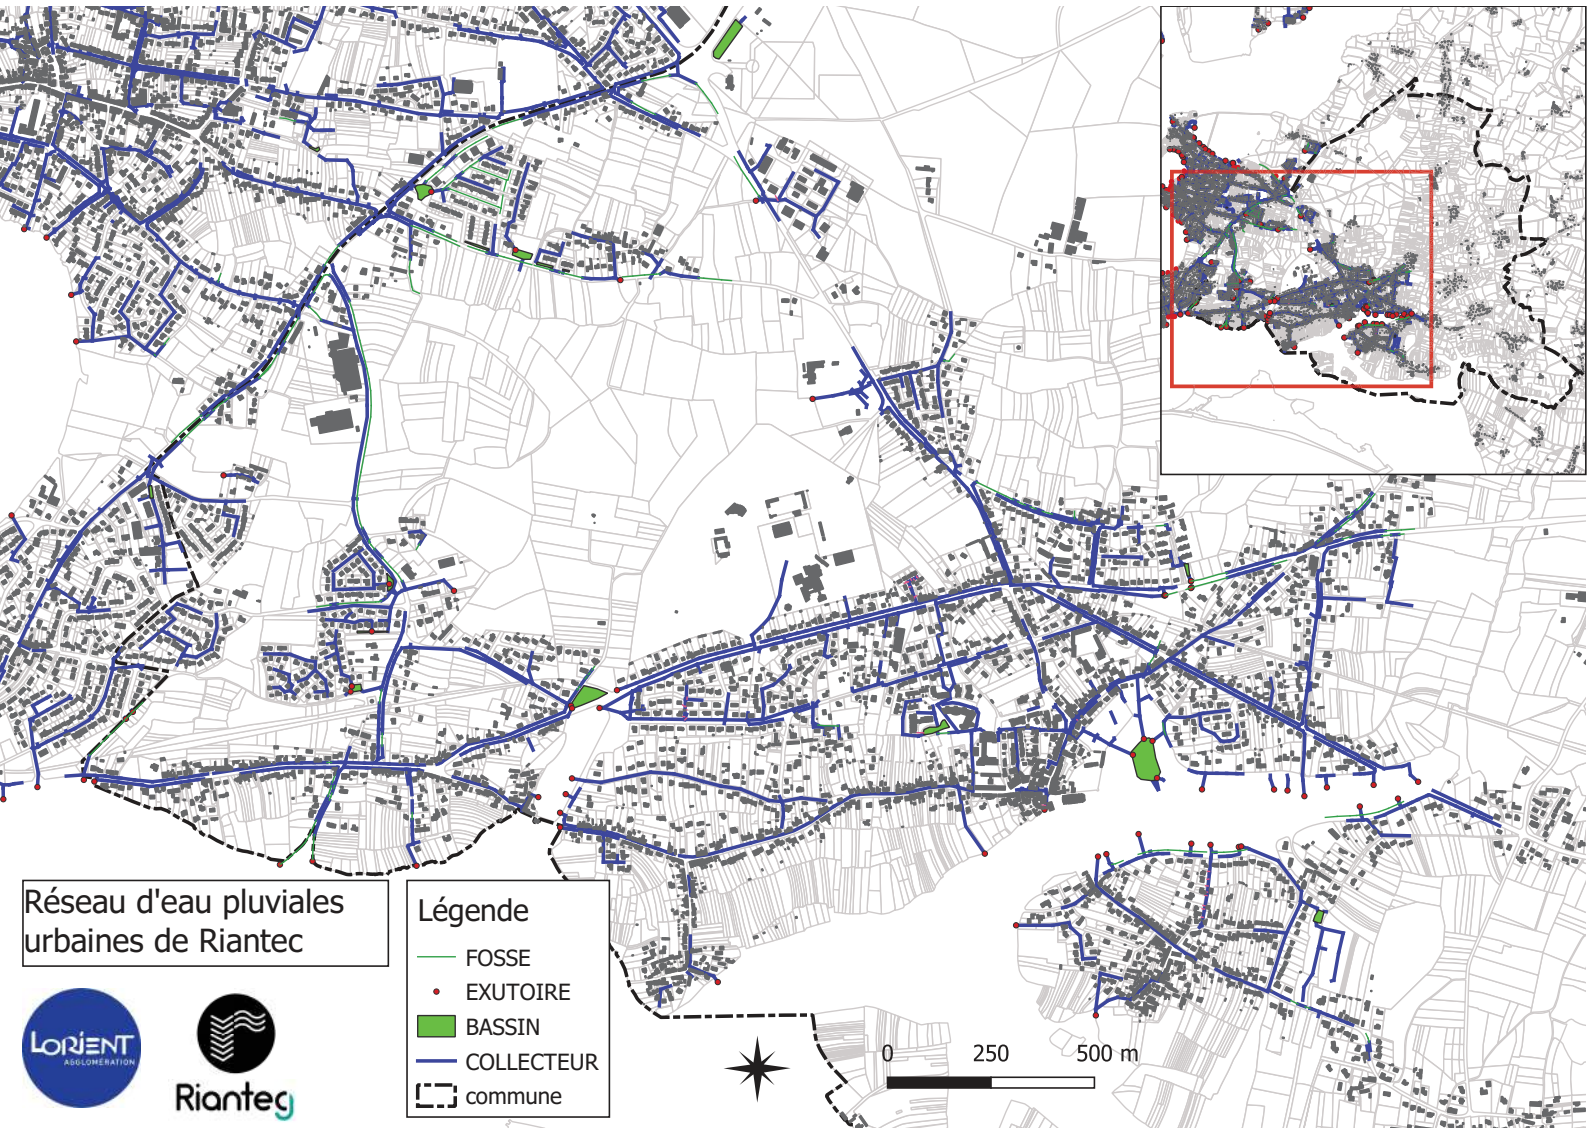 Réseau d'eau pluviales
urbaines de Riantec
Légende
FOSSE
EXUTOIRE
BASSIN
COLLECTEUR
commune
LORIENT
AGGLOMÉRATION
Rianteg
0 250 500 m